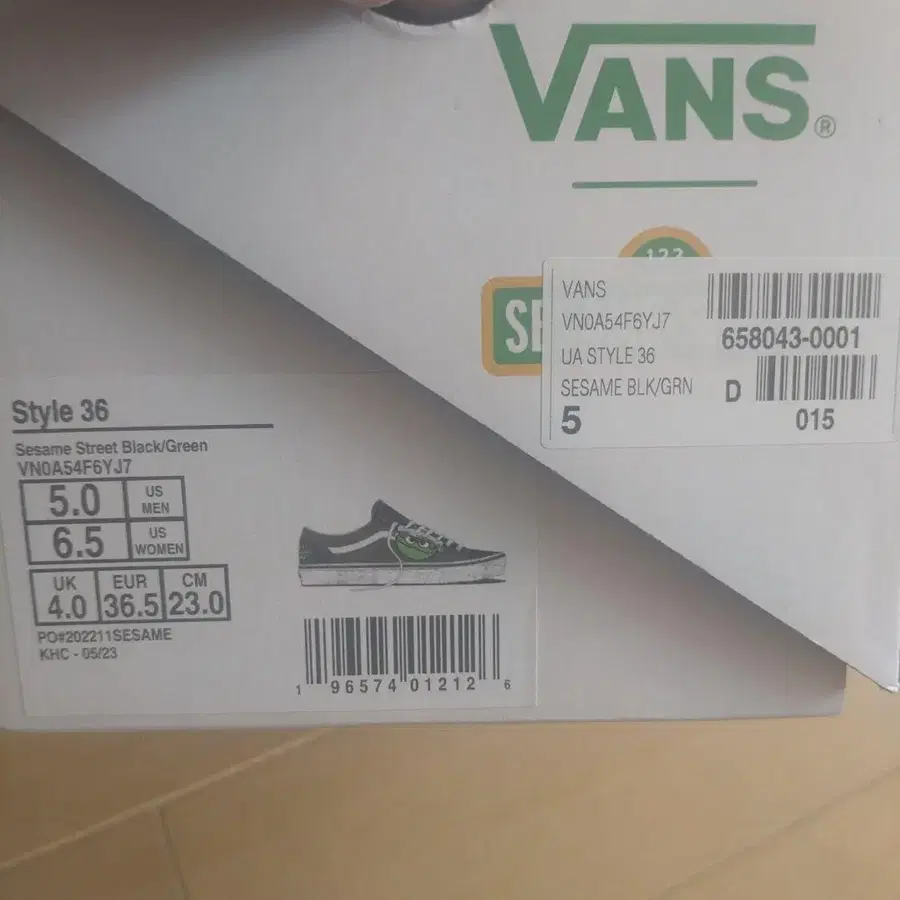 VANS®
123
SE
VANS
VN0A54F6YJ7
UA STYLE 36
SESAME BLK/GRN
5
658043-0001
D
015
Style 36
Sesame Street Black/Green
VN0A54F6YJ7
5.0 US MEN
6.5 US WOMEN
UK EUR CM
4.0 36.5 23.0
PO#202211SESAME
KHC - 05/23
1 96574 01212 6